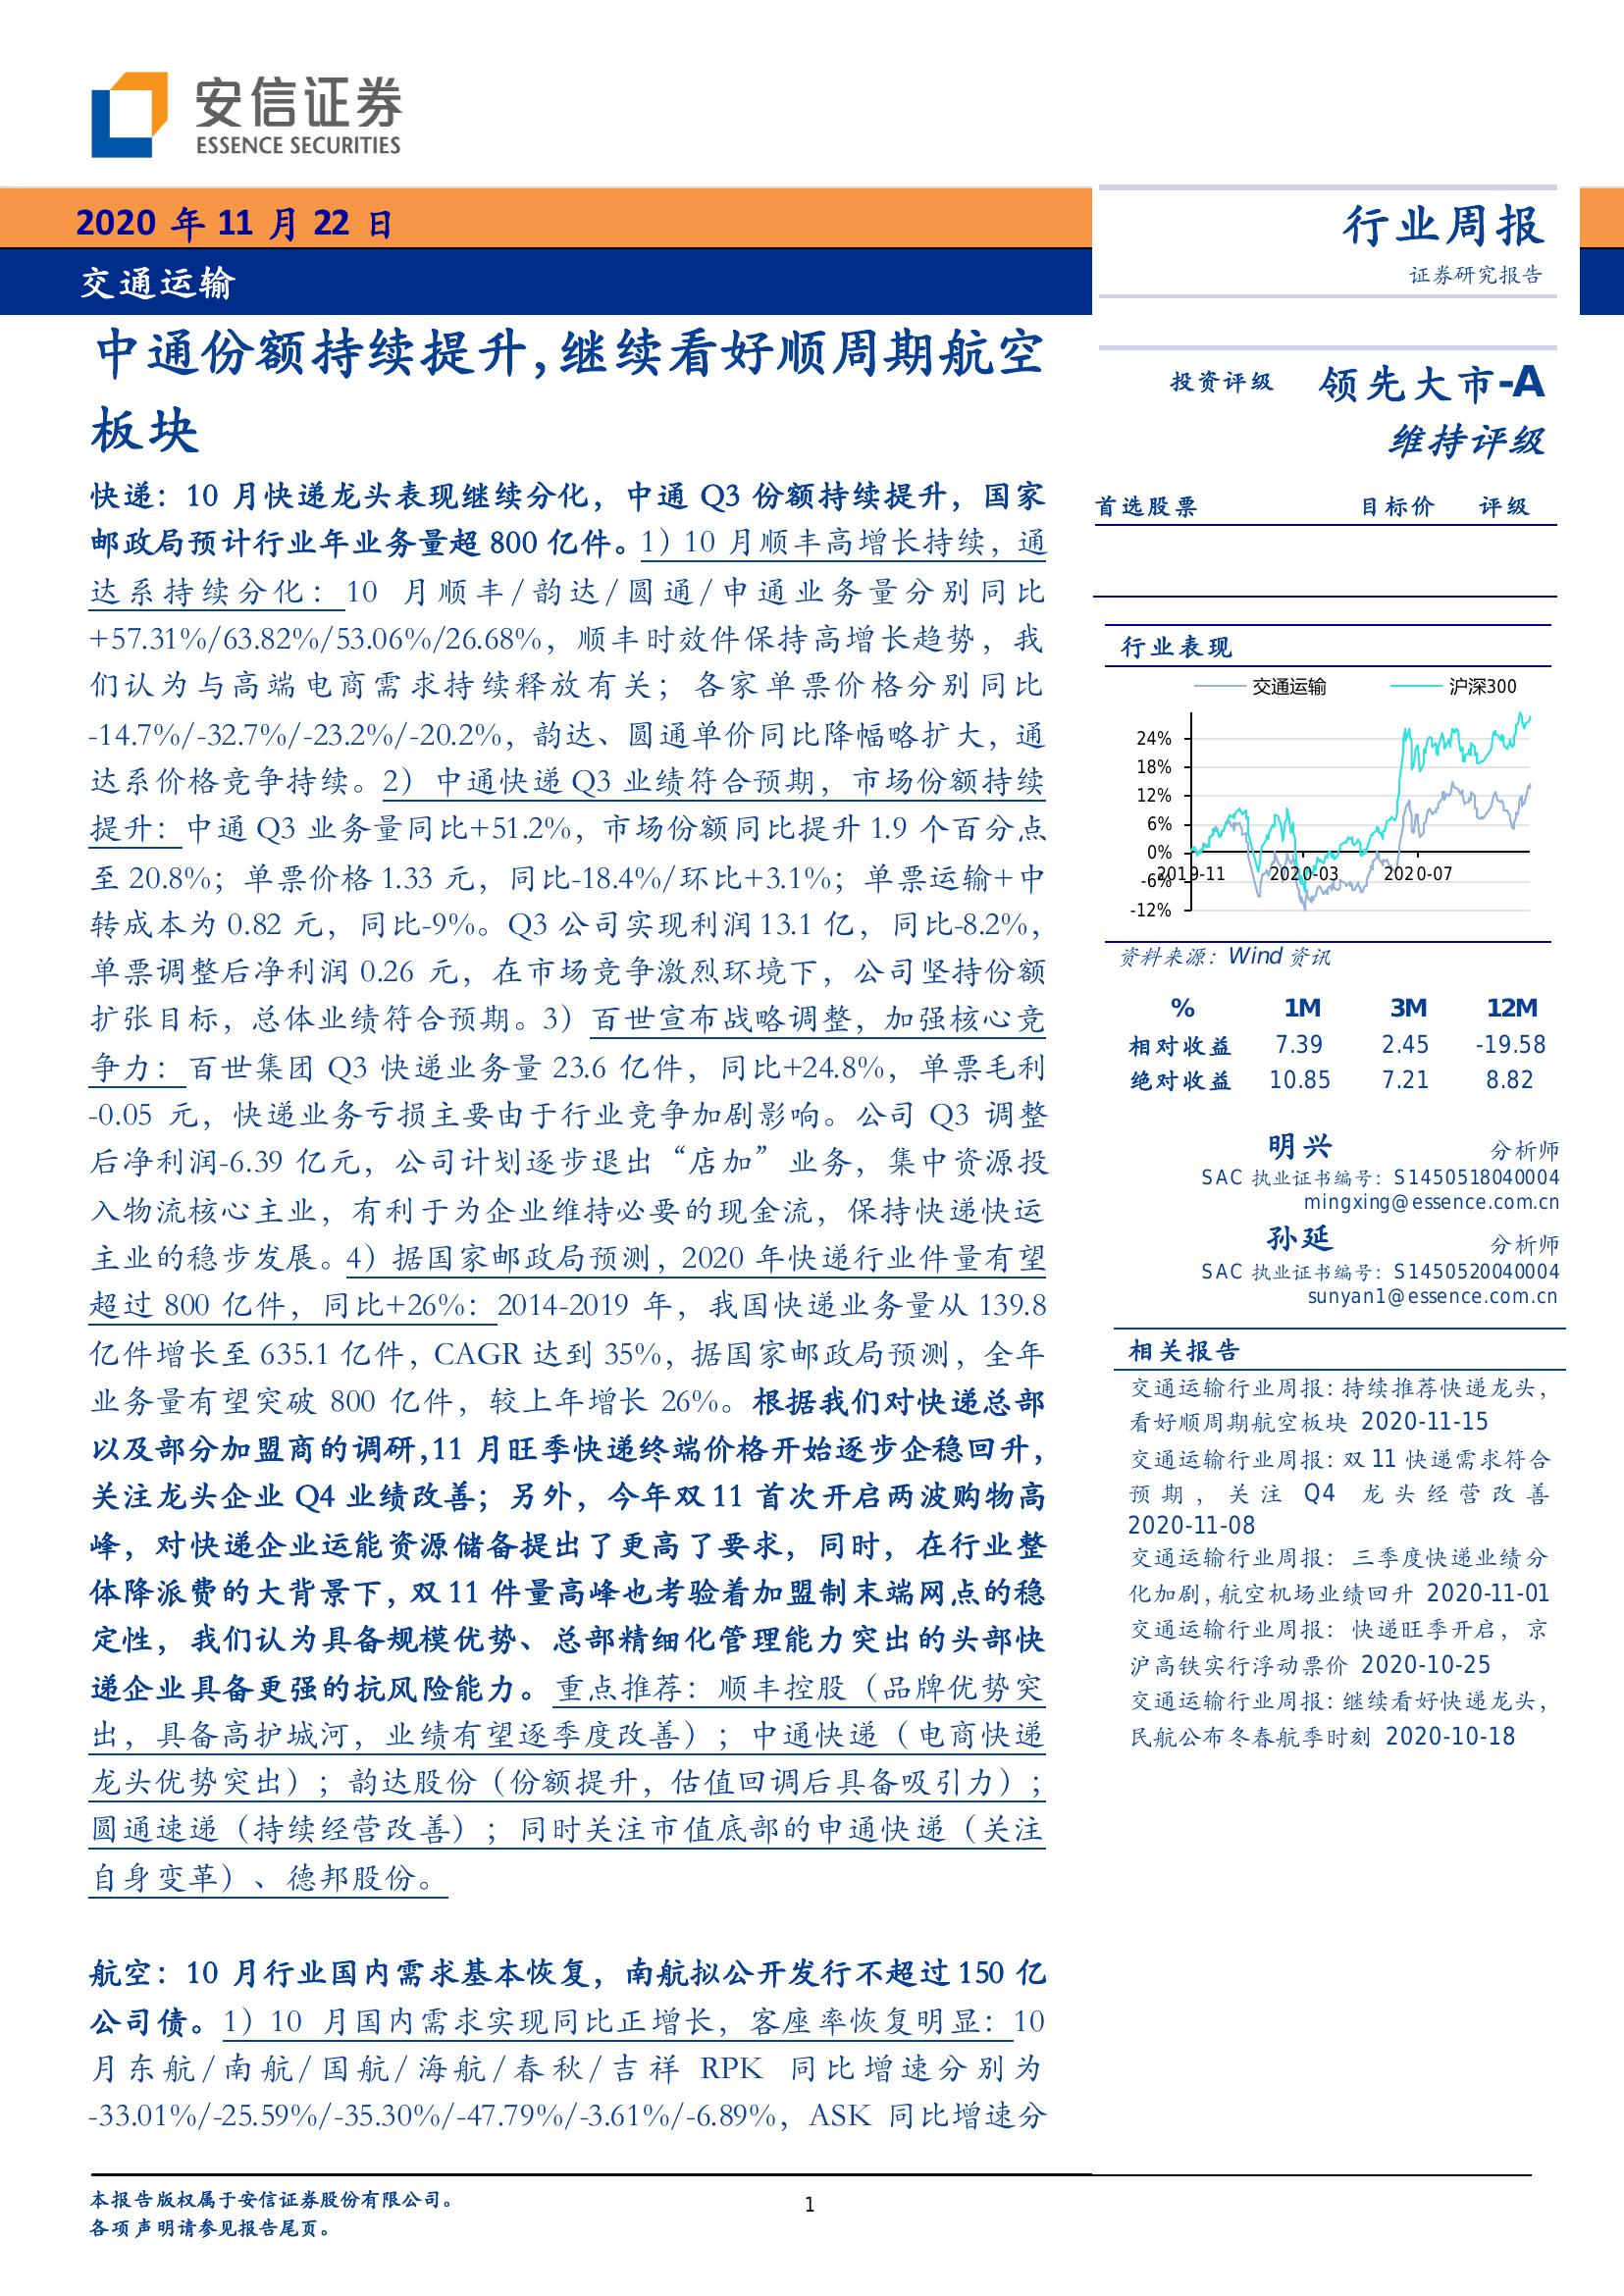 安信证券
ESSENCE SECURITIES
2020 年 11 月 22 日
交通运输
行业周报
证券研究报告
中通份额持续提升,继续看好顺周期航空
板块
快递：10 月快递龙头表现继续分化，中通 Q3 份额持续提升，国家
邮政局预计行业年业务量超 800 亿件。1）10 月顺丰高增长持续，通
达系持续分化：10 月顺丰/韵达/圆通/申通业务量分别同比
+57.31%/63.82%/53.06%/26.68%，顺丰时效件保持高增长趋势，我
们认为与高端电商需求持续释放有关；各家单票价格分别同比
-14.7%/-32.7%/-23.2%/-20.2%，韵达、圆通单价同比降幅略扩大，通
达系价格竞争持续。2）中通快递 Q3 业绩符合预期，市场份额持续
提升：中通 Q3 业务量同比+51.2%，市场份额同比提升 1.9 个百分点
至 20.8%；单票价格 1.33 元，同比-18.4%/环比+3.1%；单票运输+中
转成本为 0.82 元，同比-9%。Q3 公司实现利润 13.1 亿，同比-8.2%，
单票调整后净利润 0.26 元，在市场竞争激烈环境下，公司坚持份额
扩张目标，总体业绩符合预期。3）百世宣布战略调整，加强核心竞
争力：百世集团 Q3 快递业务量 23.6 亿件，同比+24.8%，单票毛利
-0.05 元，快递业务亏损主要由于行业竞争加剧影响。公司 Q3 调整
后净利润-6.39 亿元，公司计划逐步退出“店加”业务，集中资源投
入物流核心主业，有利于为企业维持必要的现金流，保持快递快运
主业的稳步发展。4）据国家邮政局预测，2020 年快递行业件量有望
超过 800 亿件，同比+26%：2014-2019 年，我国快递业务量从 139.8
亿件增长至 635.1 亿件，CAGR 达到 35%，据国家邮政局预测，全年
业务量有望突破 800 亿件，较上年增长 26%。根据我们对快递总部
以及部分加盟商的调研,11 月旺季快递终端价格开始逐步企稳回升，
关注龙头企业 Q4 业绩改善；另外，今年双 11 首次开启两波购物高
峰，对快递企业运能资源储备提出了更高了要求，同时，在行业整
体降派费的大背景下，双 11 件量高峰也考验着加盟制末端网点的稳
定性，我们认为具备规模优势、总部精细化管理能力突出的头部快
递企业具备更强的抗风险能力。重点推荐：顺丰控股（品牌优势突
出，具备高护城河，业绩有望逐季度改善）；中通快递（电商快递
龙头优势突出）；韵达股份（份额提升，估值回调后具备吸引力）；
圆通速递（持续经营改善）；同时关注市值底部的申通快递（关注
自身变革）、德邦股份。
航空：10 月行业国内需求基本恢复，南航拟公开发行不超过 150 亿
公司债。1）10 月国内需求实现同比正增长，客座率恢复明显：10
月东航/南航/国航/海航/春秋/吉祥 RPK 同比增速分别为
-33.01%/-25.59%/-35.30%/-47.79%/-3.61%/-6.89%，ASK 同比增速分
投资评级 领先大市-A
维持评级
首选股票 目标价 评级
行业表现
交通运输 沪深300
24%
18%
12%
6%
0%
-6%
-12%
2019-11 2020-03 2020-07
资料来源：Wind 资讯
% 1M 3M 12M
相对收益 7.39 2.45 -19.58
绝对收益 10.85 7.21 8.82
明兴 分析师
SAC 执业证书编号：S1450518040004
mingxing@essence.com.cn
孙延 分析师
SAC 执业证书编号：S1450520040004
sunyan1@essence.com.cn
相关报告
交通运输行业周报：持续推荐快递龙头，
看好顺周期航空板块 2020-11-15
交通运输行业周报：双 11 快递需求符合
预期，关注 Q4 龙头经营改善
2020-11-08
交通运输行业周报：三季度快递业绩分
化加剧,航空机场业绩回升 2020-11-01
交通运输行业周报：快递旺季开启，京
沪高铁实行浮动票价 2020-10-25
交通运输行业周报：继续看好快递龙头，
民航公布冬春航季时刻 2020-10-18
本报告版权属于安信证券股份有限公司。
各项声明请参见报告尾页。
1